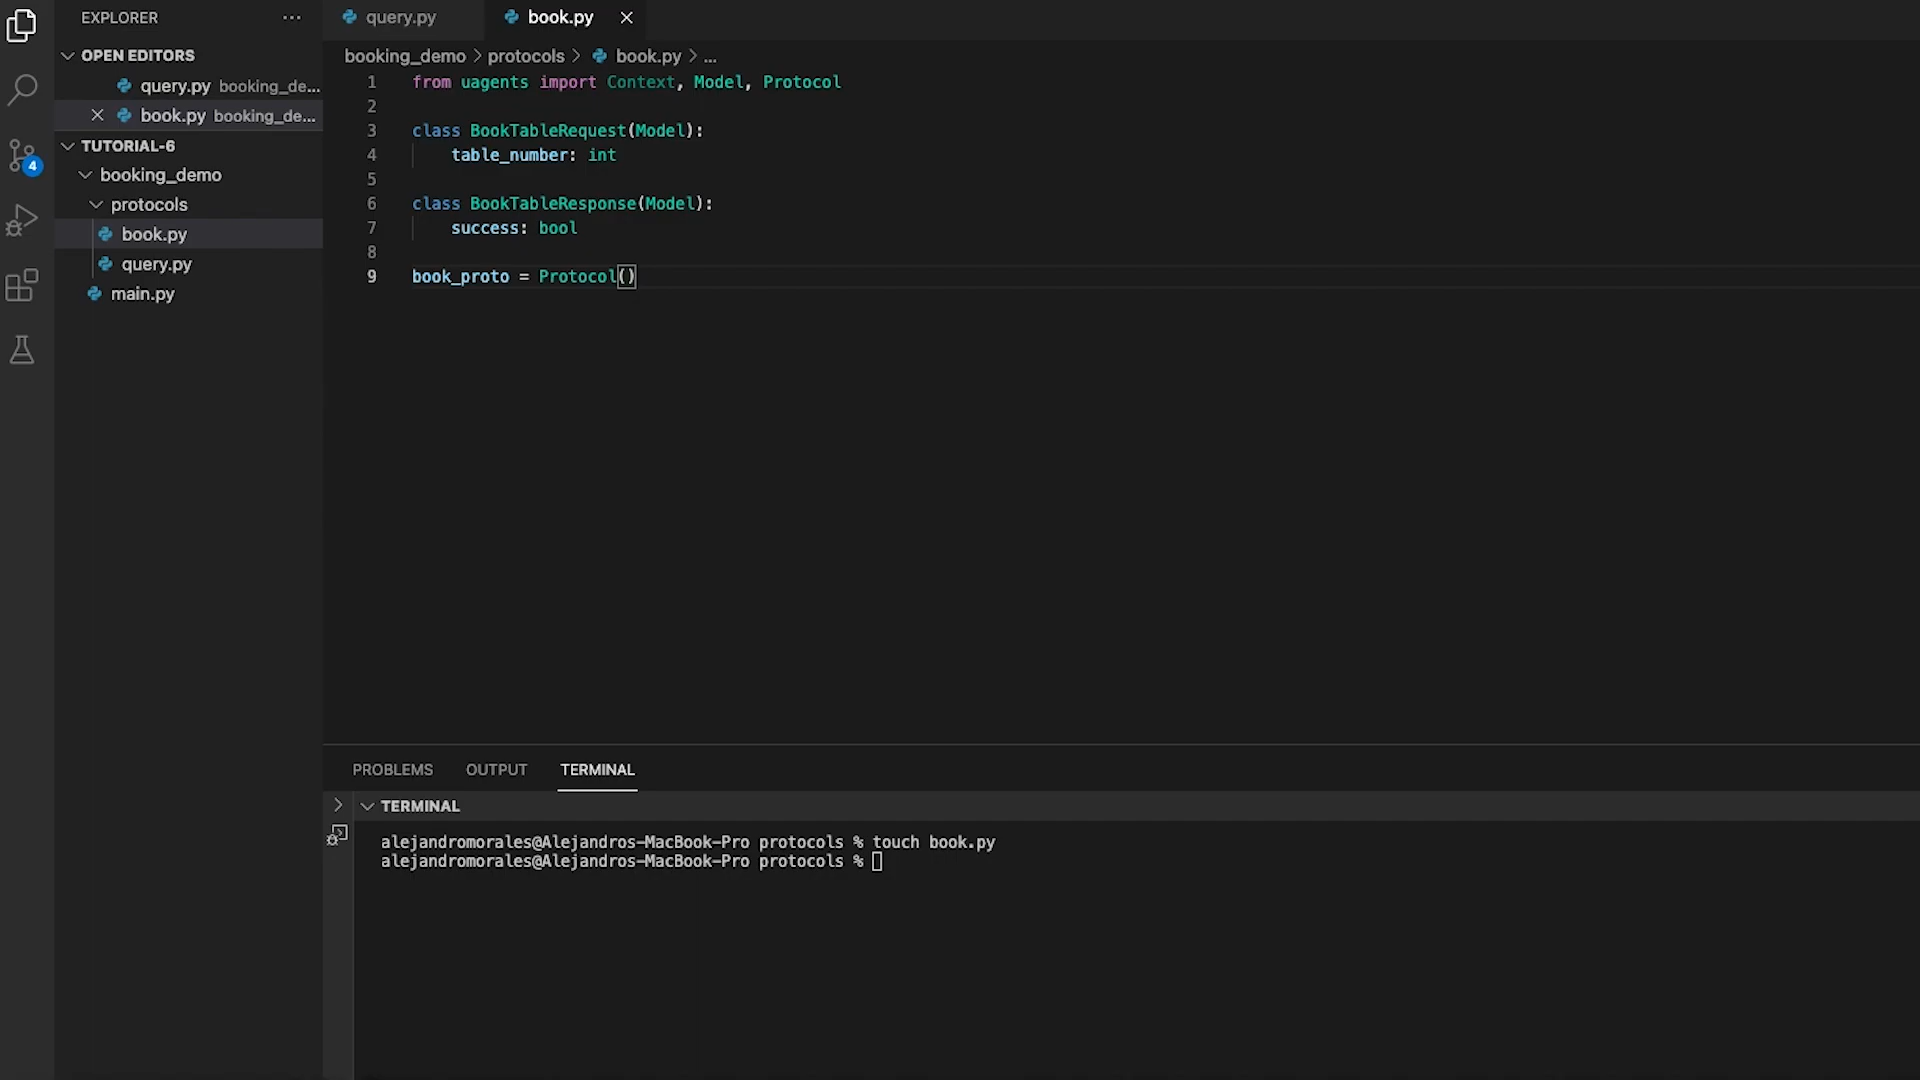 EXPLORER
OPEN EDITORS
query.py booking_de...
book.py booking_de...
TUTORIAL-6
booking_demo
protocols
book.py
query.py
main.py
4
query.py
book.py
booking_demo > protocols > book.py > ...
1 from uagents import Context, Model, Protocol
2
3 class BookTableRequest(Model):
4 table_number: int
5
6 class BookTableResponse(Model):
7 success: bool
8
9 book_proto = Protocol()
PROBLEMS OUTPUT TERMINAL
TERMINAL
alejandromorales@Alejandros-MacBook-Pro protocols % touch book.py
alejandromorales@Alejandros-MacBook-Pro protocols %